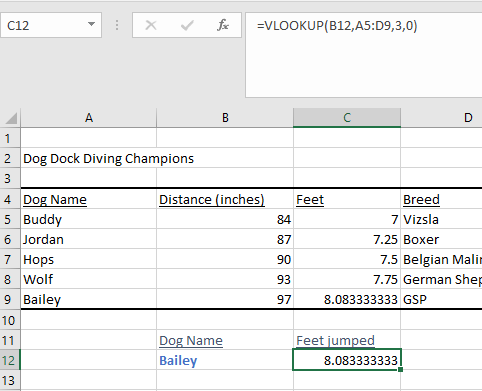 C12 fx =VLOOKUP(B12,A5:D9,3,0)
A B C D
1
2 Dog Dock Diving Champions
3
4 Dog Name Distance (inches) Feet Breed
5 Buddy 84 7 Vizsla
6 Jordan 87 7.25 Boxer
7 Hops 90 7.5 Belgian Malin
8 Wolf 93 7.75 German Shep
9 Bailey 97 8.083333333 GSP
10
11 Dog Name Feet jumped
12 Bailey 8.083333333
13